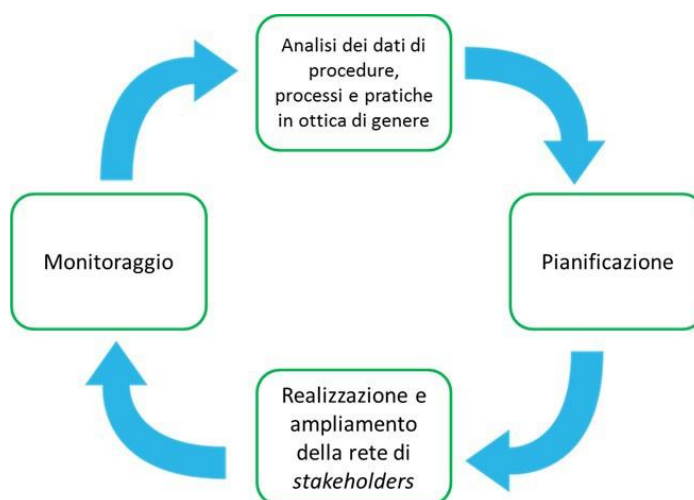 Analisi dei dati di
procedure,
processi e pratiche
in ottica di genere
Monitoraggio
Pianificazione
Realizzazione e
ampliamento
della rete di
stakeholders